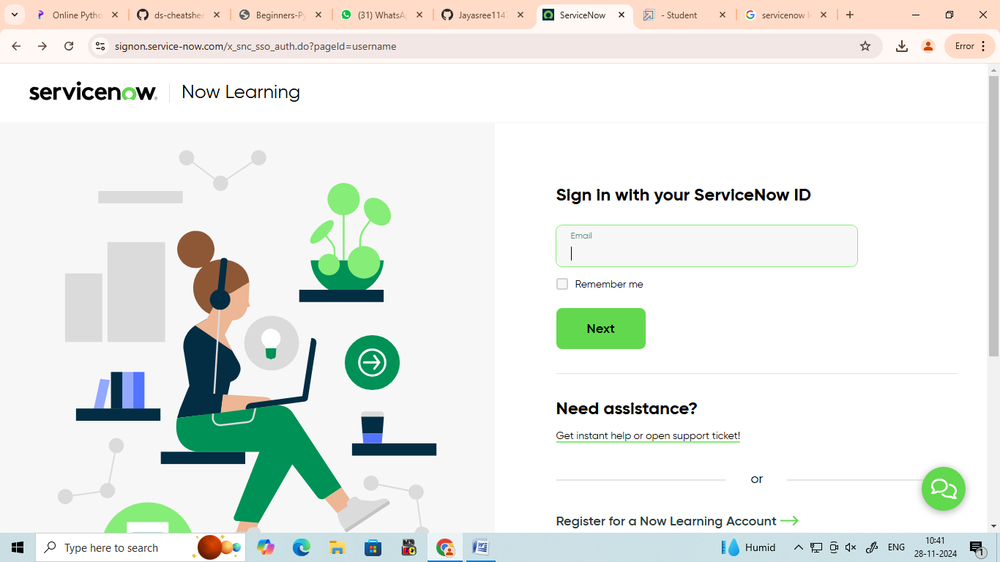 Online Pytho
ds-cheatshee
Beginners-Py
(31) WhatsA
Jayasree1147
ServiceNow
- Student
servicenow l
signon.service-now.com/x_snc_sso_auth.do?pageId=username
Error
servicenow
Now Learning
Sign in with your ServiceNow ID
Email
Remember me
Next
Need assistance?
Get instant help or open support ticket!
or
Register for a Now Learning Account
Type here to search
Humid
ENG
10:41
28-11-2024
1